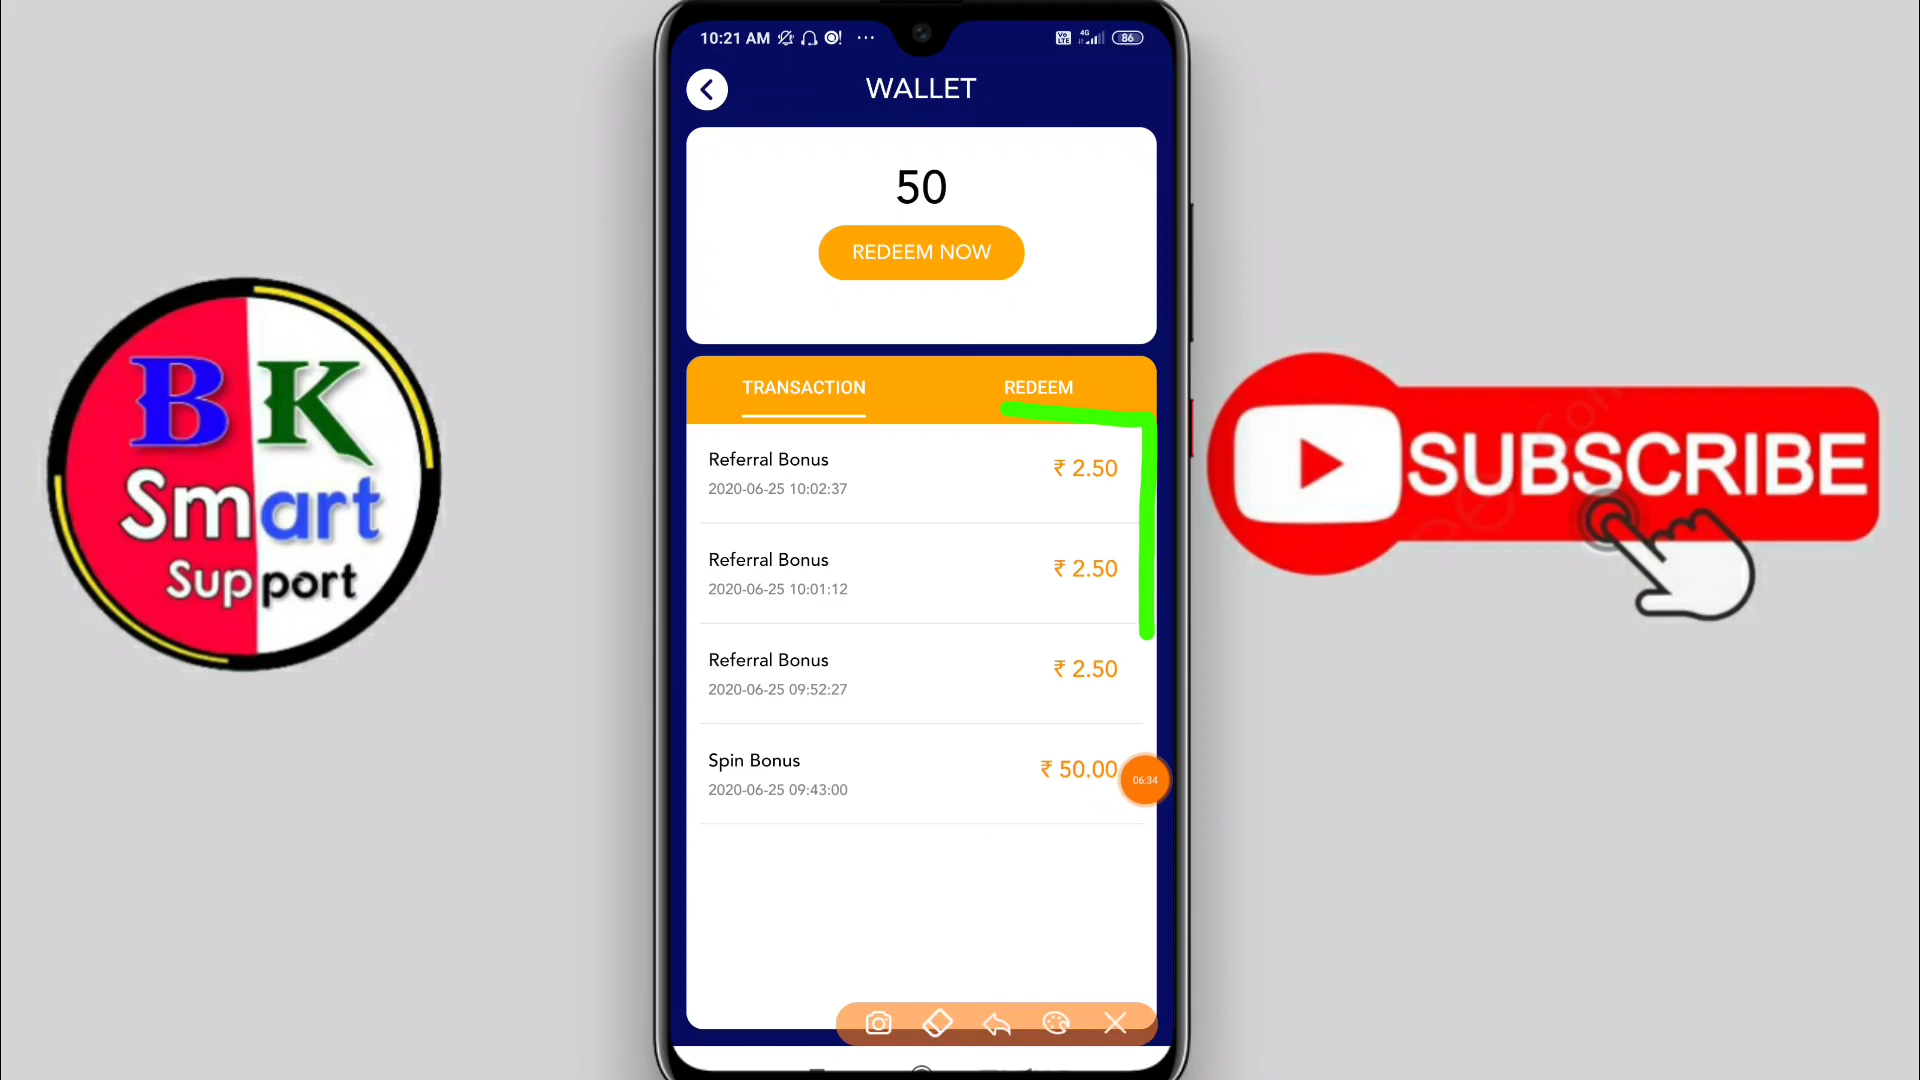 10:21 AM
VoLTE 4G 86
WALLET
50
REDEEM NOW
TRANSACTION REDEEM
Referral Bonus ₹ 2.50
2020-06-25 10:02:37
Referral Bonus ₹ 2.50
2020-06-25 10:01:12
Referral Bonus ₹ 2.50
2020-06-25 09:52:27
Spin Bonus ₹ 50.00
2020-06-25 09:43:00
06:34
BK
Smart
Support
SUBSCRIBE